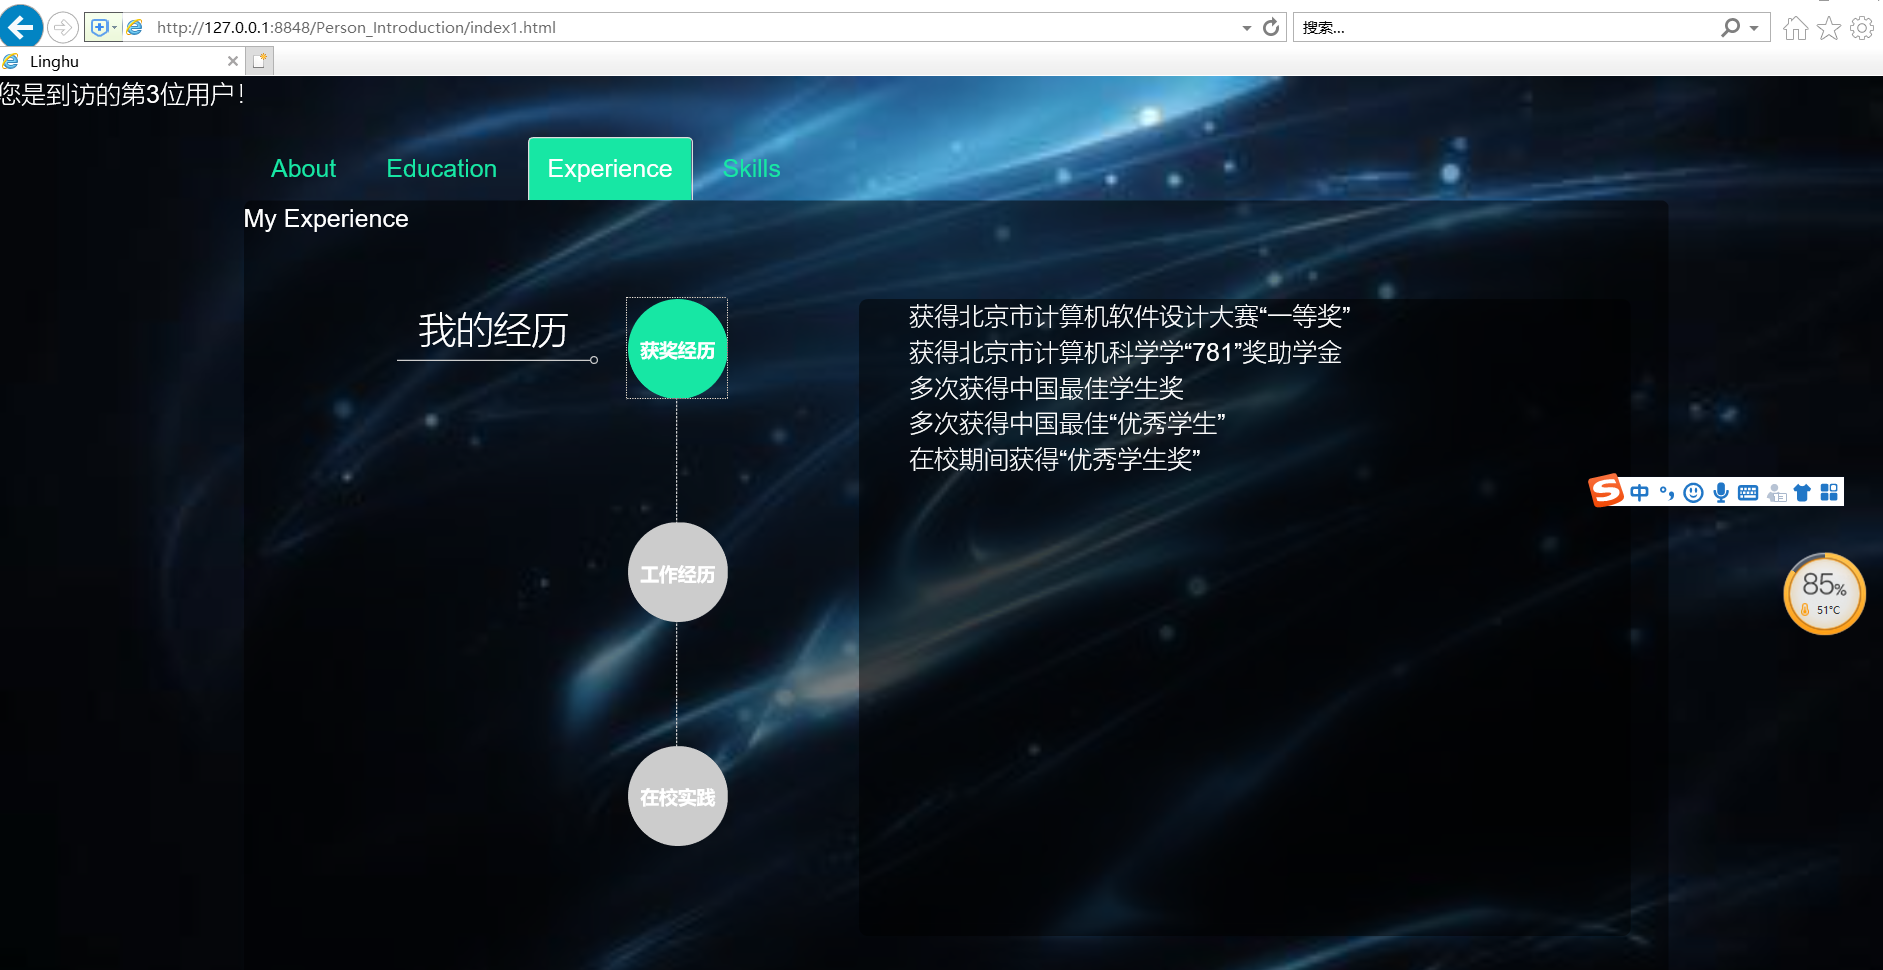 http://127.0.0.1:8848/Person_Introduction/index1.html
搜索...
Linghu
您是到访的第3位用户！
About
Education
Experience
Skills
My Experience
我的经历
获奖经历
工作经历
在校实践
获得北京市计算机软件设计大赛“一等奖”
获得北京市计算机科学学“781”奖助学金
多次获得中国最佳学生奖
多次获得中国最佳“优秀学生”
在校期间获得“优秀学生奖”
中
85%
51°C